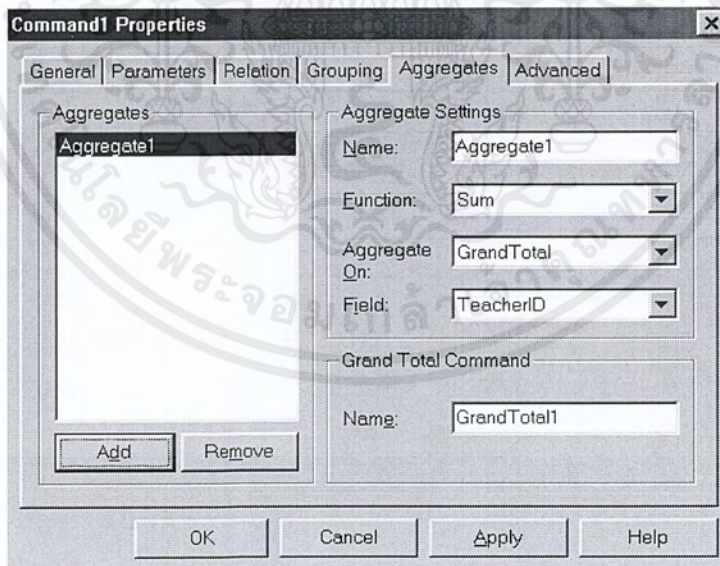 Command1 Properties
General Parameters Relation Grouping Aggregates Advanced
Aggregates
Aggregate1
Add Remove
Aggregate Settings
Name: Aggregate1
Function: Sum
Aggregate On: GrandTotal
Field: TeacherID
Grand Total Command
Name: GrandTotal1
OK Cancel Apply Help